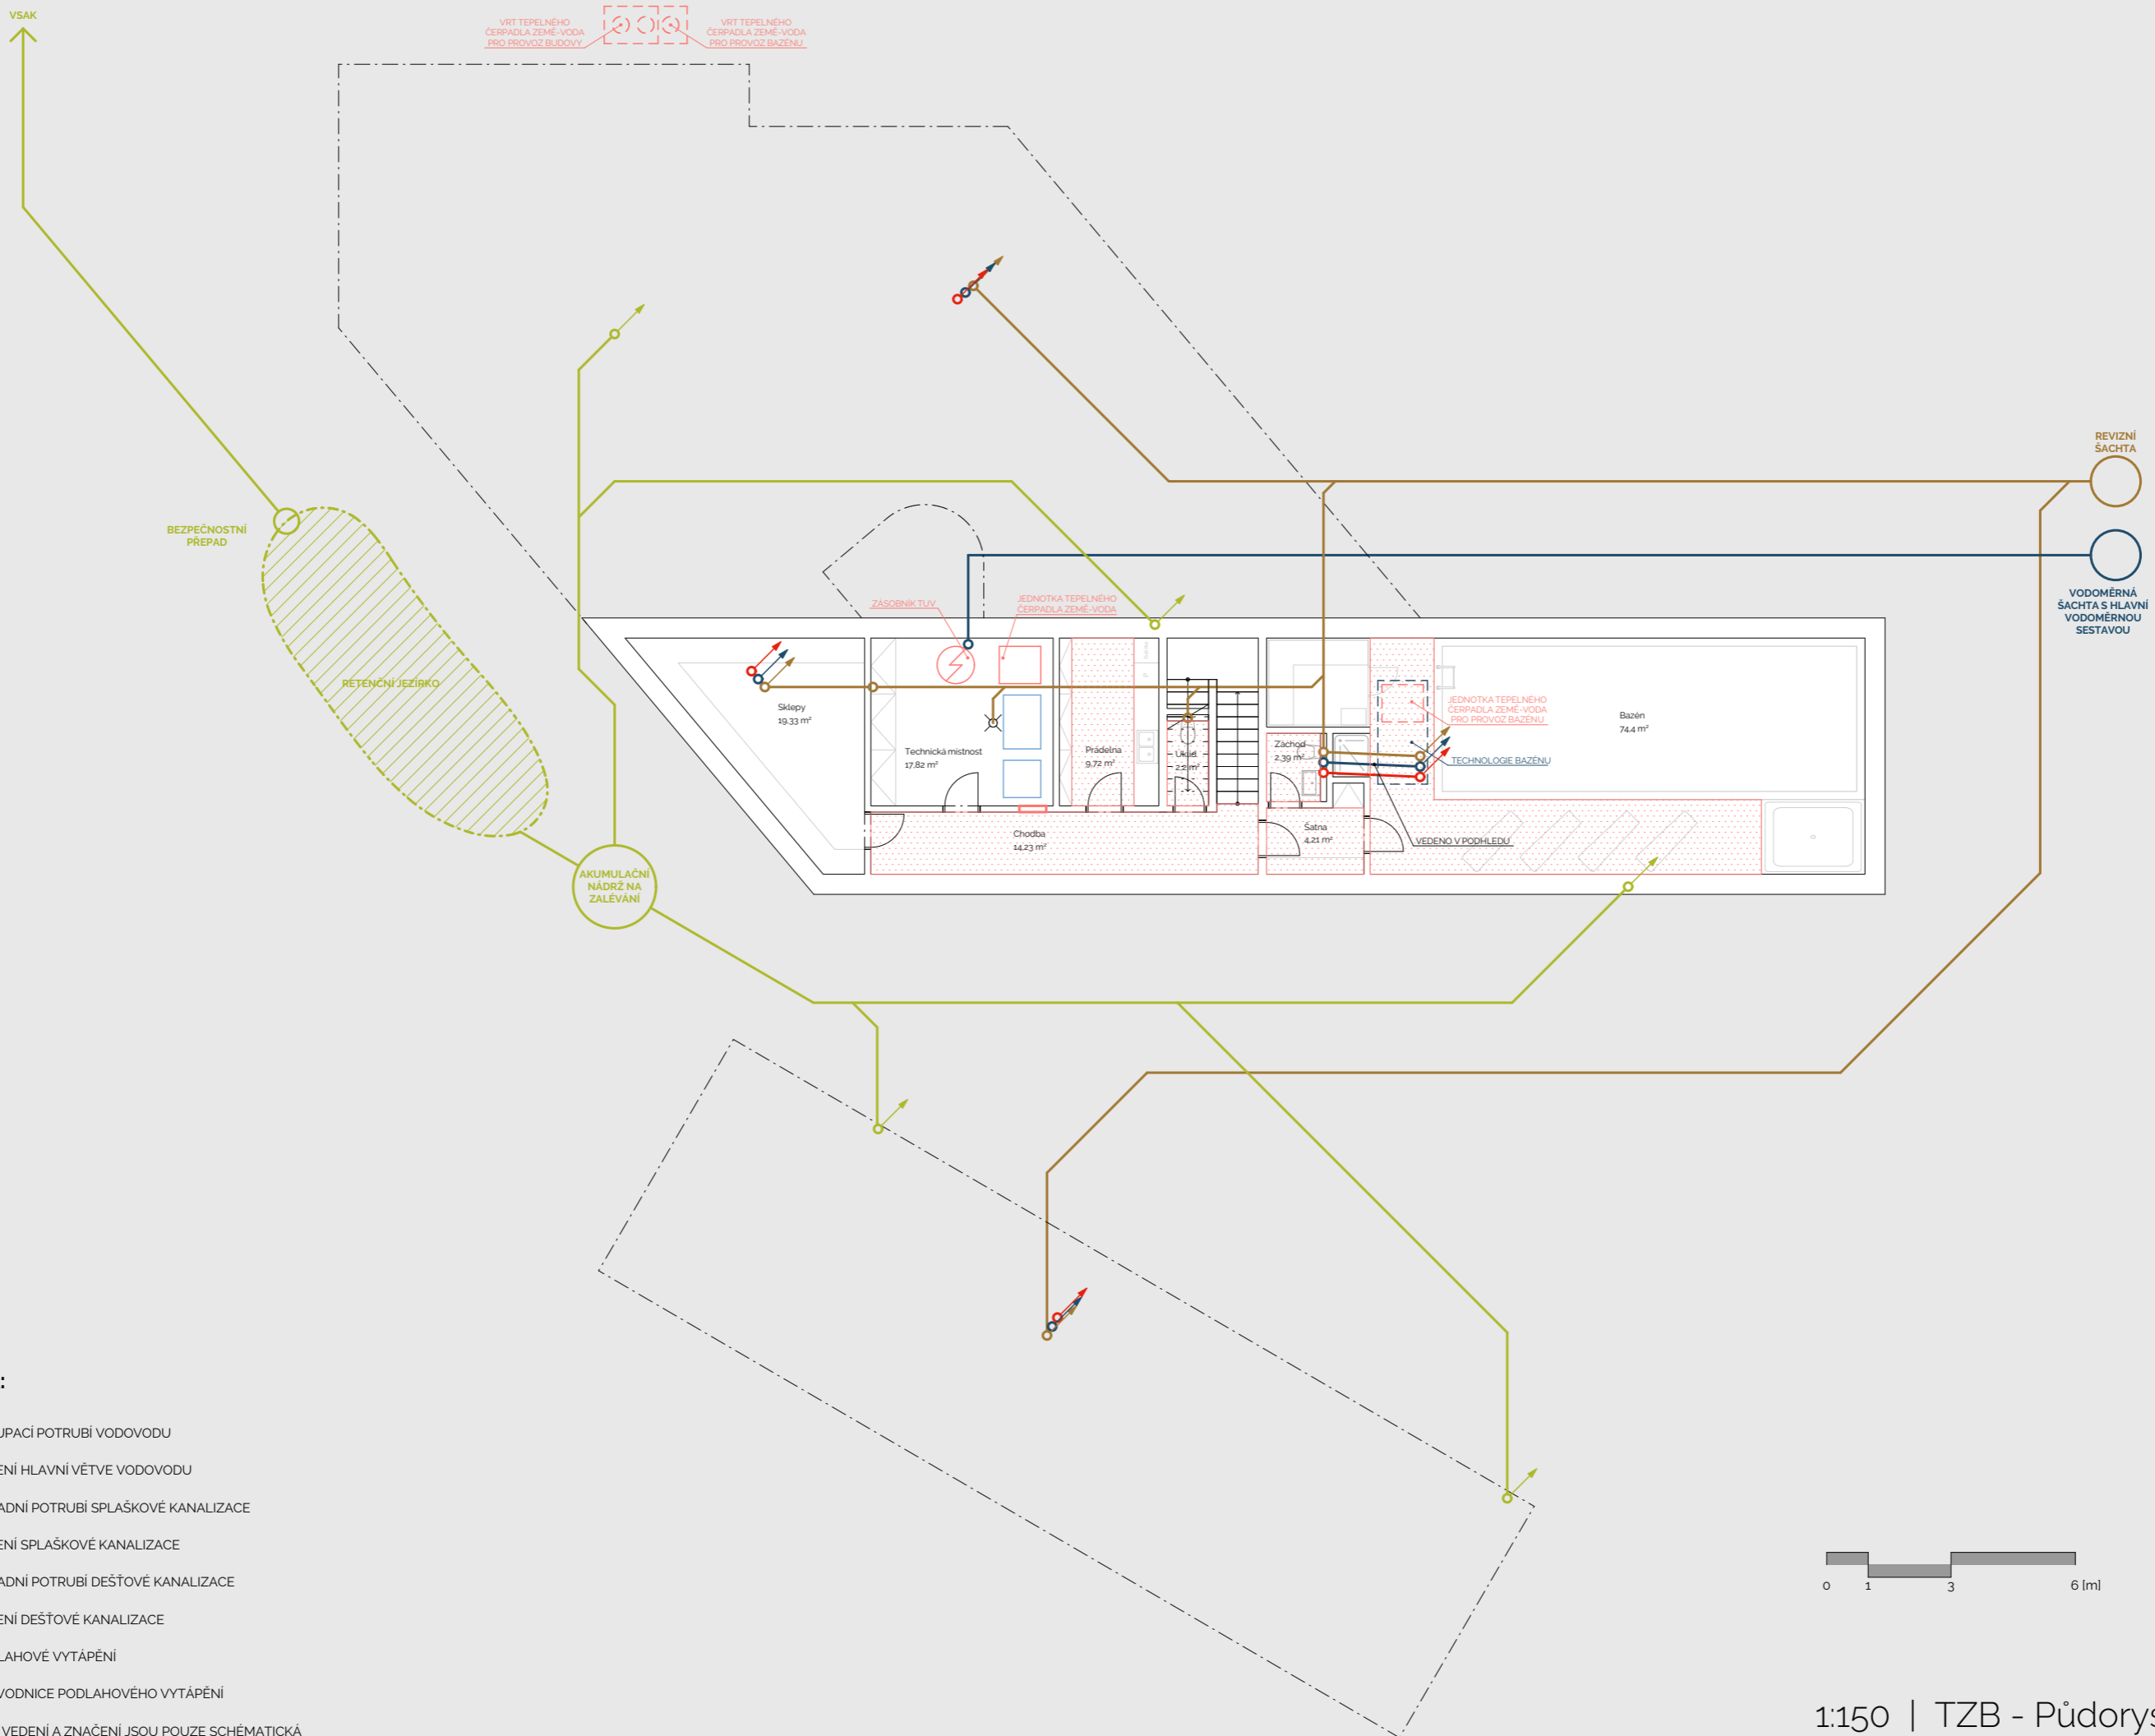 VSAK
VRT TEPELNÉHO
ČERPADLA ZEMĚ-VODA
PRO PROVOZ BUDOVY
VRT TEPELNÉHO
ČERPADLA ZEMĚ-VODA
PRO PROVOZ BAZÉNU
REVIZNÍ
ŠACHTA
BEZPEČNOSTNÍ
PŘEPAD
VODOMĚRNÁ
ŠACHTA S HLAVNÍ
VODOMĚRNOU
SESTAVOU
ZÁSOBNÍK TUV
JEDNOTKA TEPELNÉHO
ČERPADLA ZEMĚ-VODA
RETENČNÍ JEZÍRKO
Sklepy
19,33 m²
Technická místnost
17,82 m²
Prádelna
9,72 m²
Úklid
2,2 m²
Záchod
2,39 m²
JEDNOTKA TEPELNÉHO
ČERPADLA ZEMĚ-VODA
PRO PROVOZ BAZÉNU
TECHNOLOGIE BAZÉNU
Bazén
74,4 m²
Chodba
14,23 m²
Šatna
4,21 m²
VEDENO V PODHLEDU
AKUMULAČNÍ
NÁDRŽ NA
ZALÉVÁNÍ
:
UPACÍ POTRUBÍ VODOVODU
ENÍ HLAVNÍ VĚTVE VODOVODU
ADNÍ POTRUBÍ SPLAŠKOVÉ KANALIZACE
ENÍ SPLAŠKOVÉ KANALIZACE
ADNÍ POTRUBÍ DEŠŤOVÉ KANALIZACE
ENÍ DEŠŤOVÉ KANALIZACE
LAHOVÉ VYTÁPĚNÍ
VODNICE PODLAHOVÉHO VYTÁPĚNÍ
VEDENÍ A ZNAČENÍ JSOU POUZE SCHÉMATICKÁ
0 1 3 6 [m]
1:150 | TZB - Půdorys